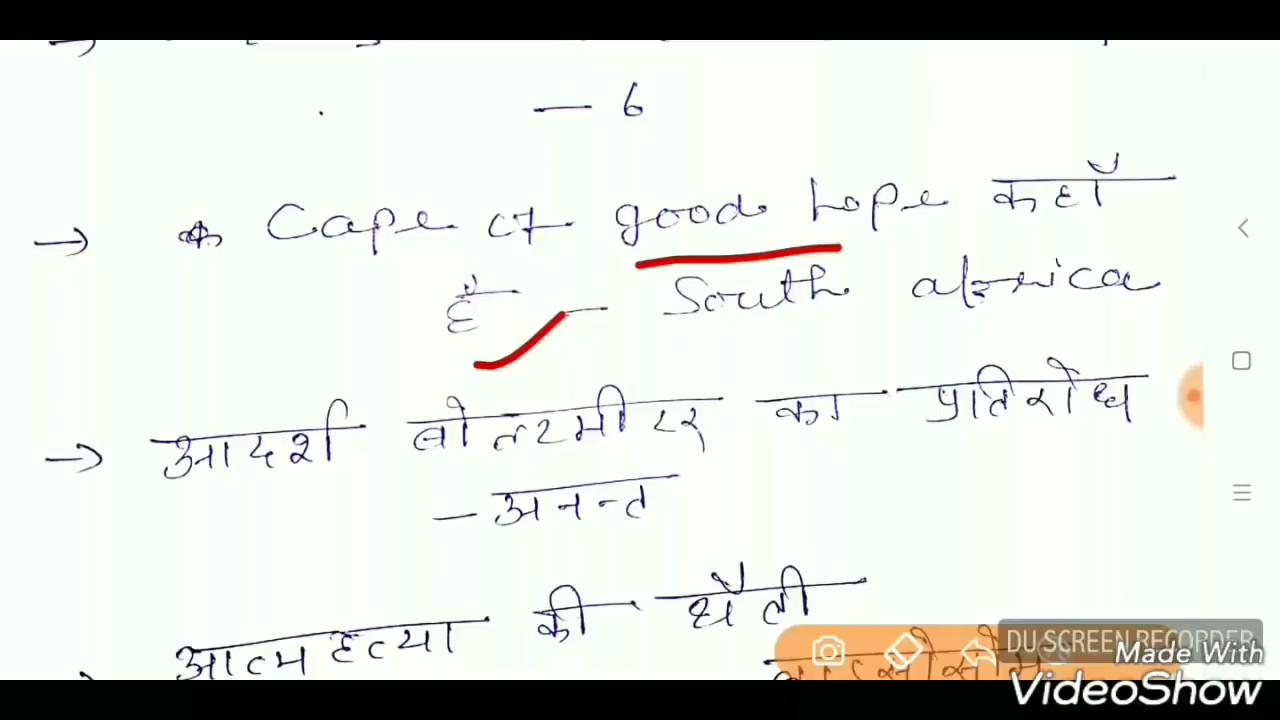 — 6
→ Cape of good hope कहाँ
है — South africa
→ आदर्श वोल्टमीटर का प्रतिरोध
— अनन्त
आत्महत्या की थैली
DU SCREEN RECORDER
Made With
VideoShow